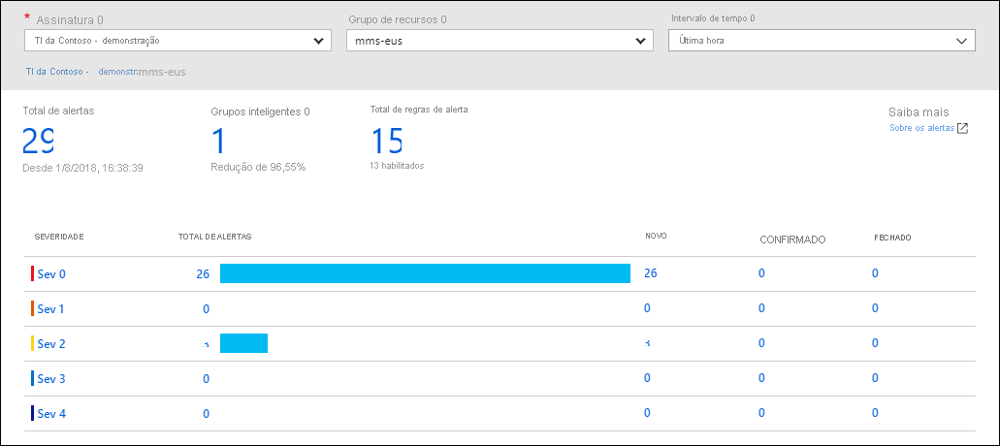 * Assinatura 0
Grupo de recursos 0
Intervalo de tempo 0
TI da Contoso - demonstração
mms-eus
Última hora
TI da Contoso - demonstr.mms-eus
Total de alertas
Grupos inteligentes 0
Total de regras de alerta
Saiba mais
29
1
15
Sobre os alertas
Desde 1/8/2018, 16:38:39
Redução de 96,55%
13 habilitados
SEVERIDADE TOTAL DE ALERTAS NOVO CONFIRMADO FECHADO
Sev 0 26 26 0 0
Sev 1 0 0 0 0
Sev 2 3 3 0 0
Sev 3 0 0 0 0
Sev 4 0 0 0 0